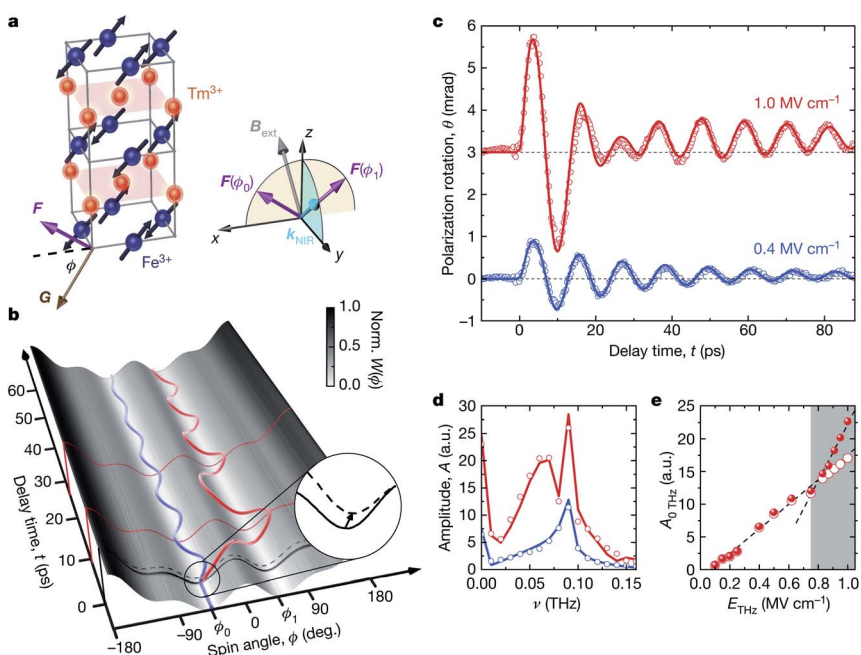 a
Tm³⁺
F
ϕ
Fe³⁺
G
B_ext
z
F(ϕ₀)
F(ϕ₁)
k_NIR
x
y
b
1.0
0.5
0.0
Norm. W(ϕ)
60
50
40
30
20
10
0
Delay time, t (ps)
−180
−90
ϕ₀
0
ϕ₁
90
180
Spin angle, ϕ (deg.)
c
6
5
4
3
2
1
0
−1
Polarization rotation, θ (mrad)
1.0 MV cm⁻¹
0.4 MV cm⁻¹
0 20 40 60 80
Delay time, t (ps)
d
30
25
20
15
10
5
0
Amplitude, A (a.u.)
0.00 0.05 0.10 0.15
ν (THz)
e
25
20
15
10
5
0
A₀ THz (a.u.)
0.2 0.4 0.6 0.8 1.0
E_THz (MV cm⁻¹)